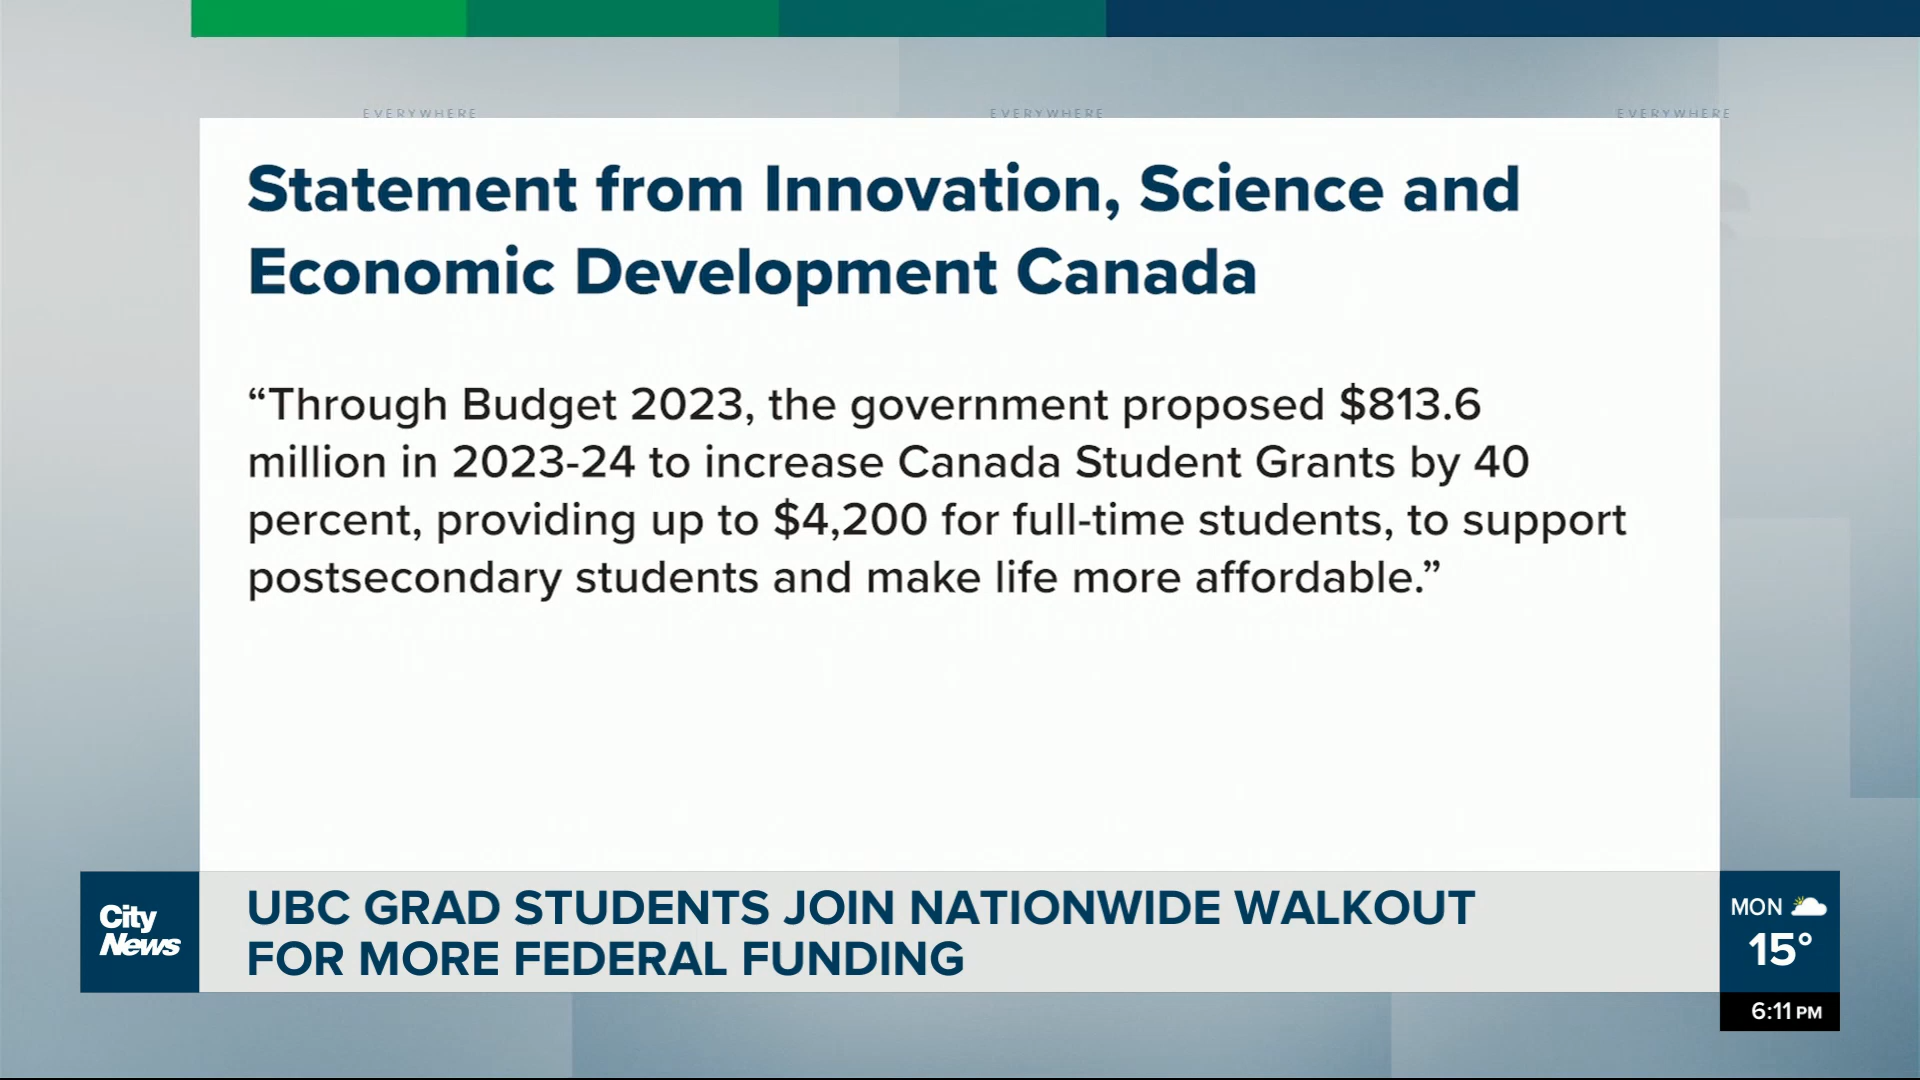 EVERYWHERE EVERYWHERE EVERYWHERE
Statement from Innovation, Science and
Economic Development Canada
“Through Budget 2023, the government proposed $813.6
million in 2023-24 to increase Canada Student Grants by 40
percent, providing up to $4,200 for full-time students, to support
postsecondary students and make life more affordable.”
City
News
UBC GRAD STUDENTS JOIN NATIONWIDE WALKOUT
FOR MORE FEDERAL FUNDING
MON
15°
6:11 PM